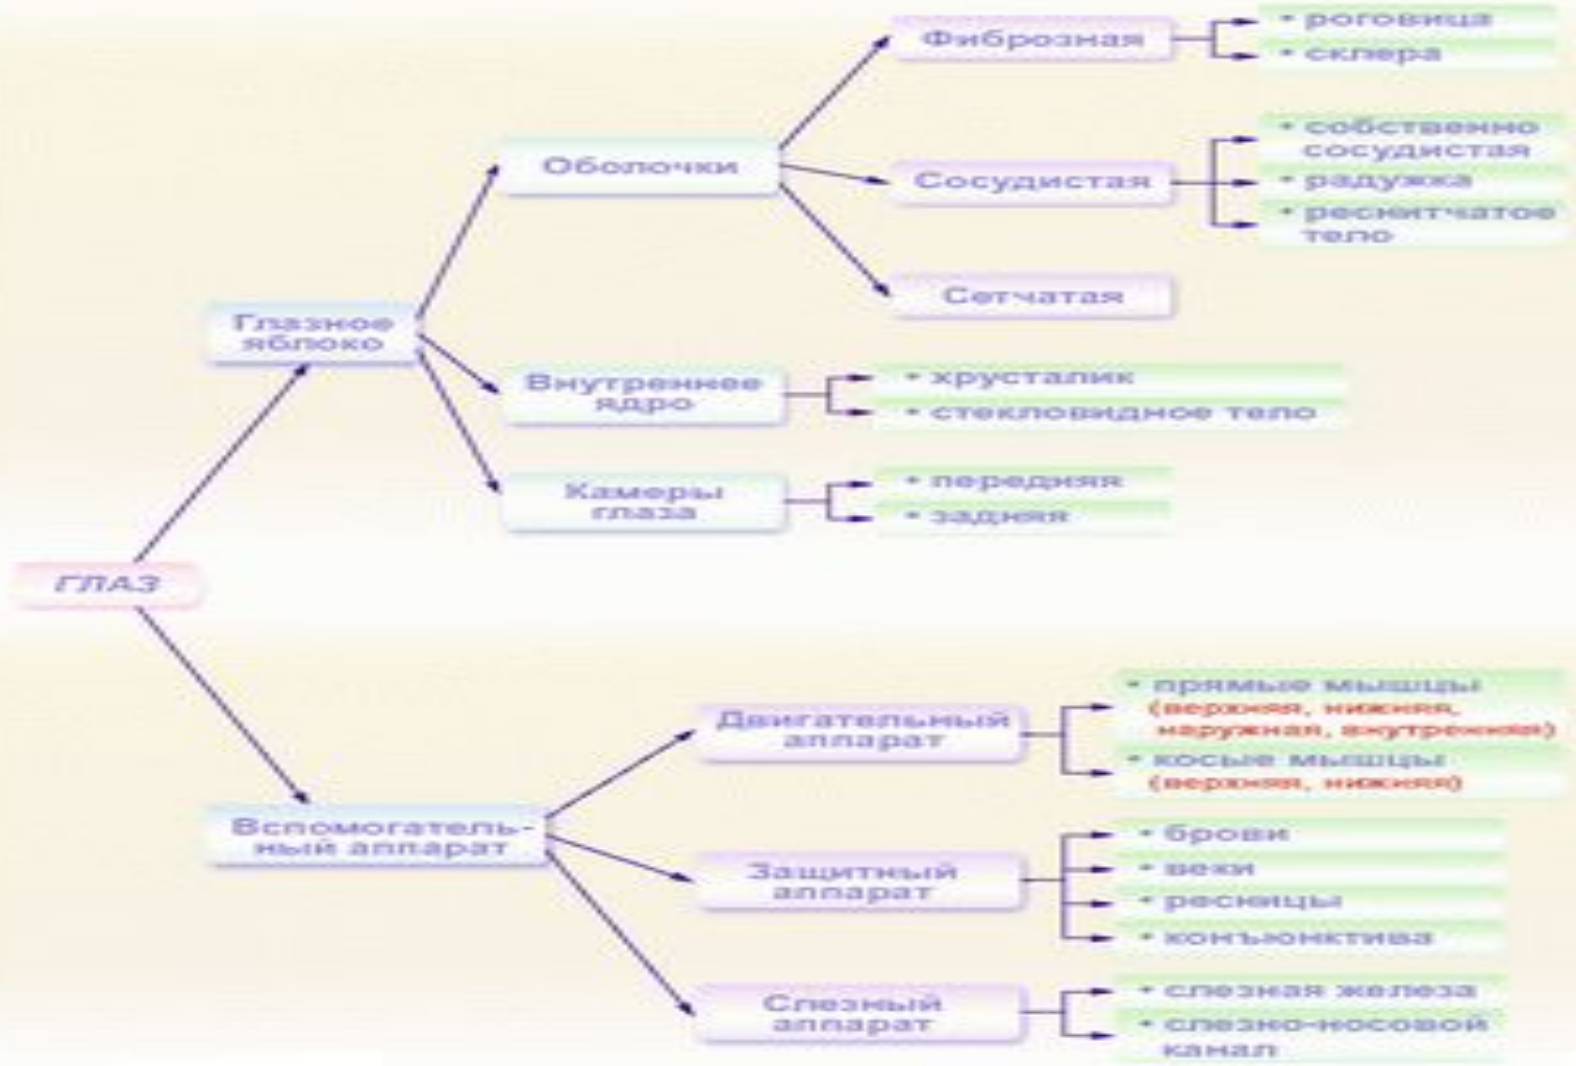 Фиброзная
• роговица
• склера
Оболочки
Сосудистая
• собственно
сосудистая
• радужка
• реснитчатое
тело
Сетчатая
Глазное
яблоко
Внутреннее
ядро
• хрусталик
• стекловидное тело
Камеры
глаза
• передняя
• задняя
ГЛАЗ
Двигательный
аппарат
• прямые мышцы
(верхняя, нижняя,
наружная, внутренняя)
• косые мышцы
(верхняя, нижняя)
Вспомогатель-
ный аппарат
Защитный
аппарат
• брови
• веки
• ресницы
• конъюнктива
Слезный
аппарат
• слезная железа
• слезно-носовой
канал